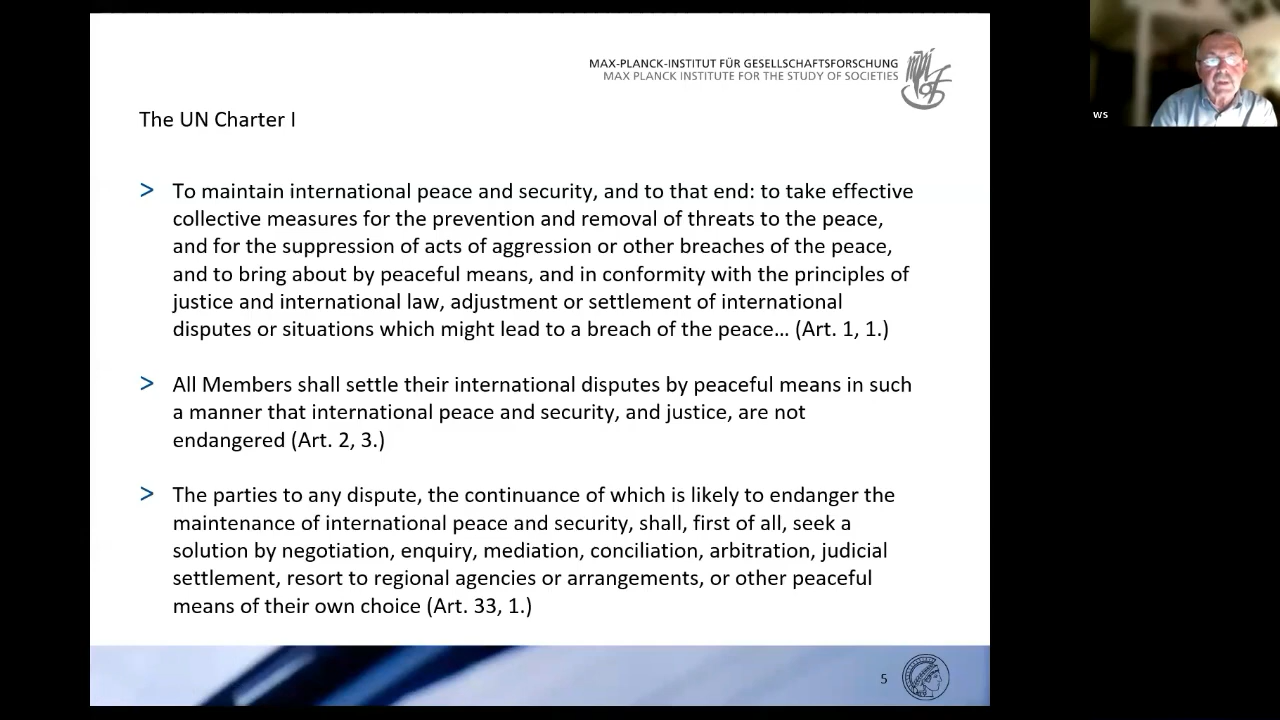 MAX-PLANCK-INSTITUT FÜR GESELLSCHAFTSFORSCHUNG
MAX PLANCK INSTITUTE FOR THE STUDY OF SOCIETIES
ws
The UN Charter I
> To maintain international peace and security, and to that end: to take effective
collective measures for the prevention and removal of threats to the peace,
and for the suppression of acts of aggression or other breaches of the peace,
and to bring about by peaceful means, and in conformity with the principles of
justice and international law, adjustment or settlement of international
disputes or situations which might lead to a breach of the peace… (Art. 1, 1.)
> All Members shall settle their international disputes by peaceful means in such
a manner that international peace and security, and justice, are not
endangered (Art. 2, 3.)
> The parties to any dispute, the continuance of which is likely to endanger the
maintenance of international peace and security, shall, first of all, seek a
solution by negotiation, enquiry, mediation, conciliation, arbitration, judicial
settlement, resort to regional agencies or arrangements, or other peaceful
means of their own choice (Art. 33, 1.)
5